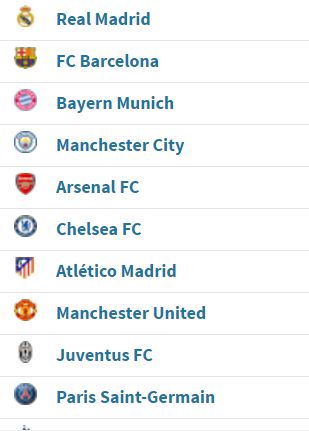 Real Madrid
FC Barcelona
Bayern Munich
Manchester City
Arsenal FC
Chelsea FC
Atlético Madrid
Manchester United
Juventus FC
Paris Saint-Germain